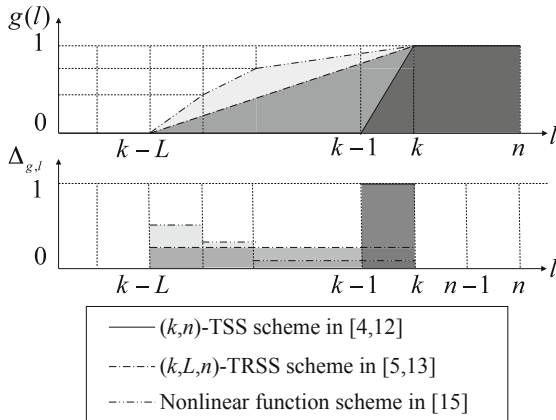 g(l)
1
0
k − L
k − 1
k
n
l
Δg,l
1
0
k − L
k − 1
k
n − 1
n
l
(k,n)-TSS scheme in [4,12]
(k,L,n)-TRSS scheme in [5,13]
Nonlinear function scheme in [15]